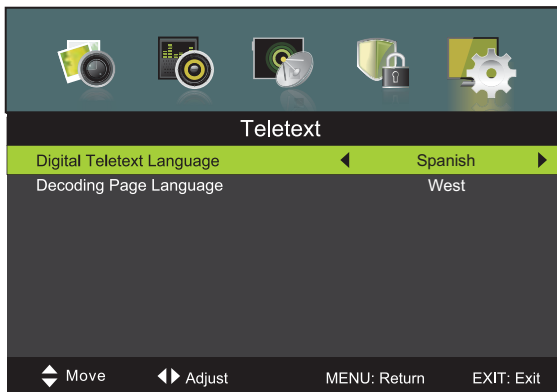 Teletext
Digital Teletext Language Spanish
Decoding Page Language West
Move Adjust MENU: Return EXIT: Exit